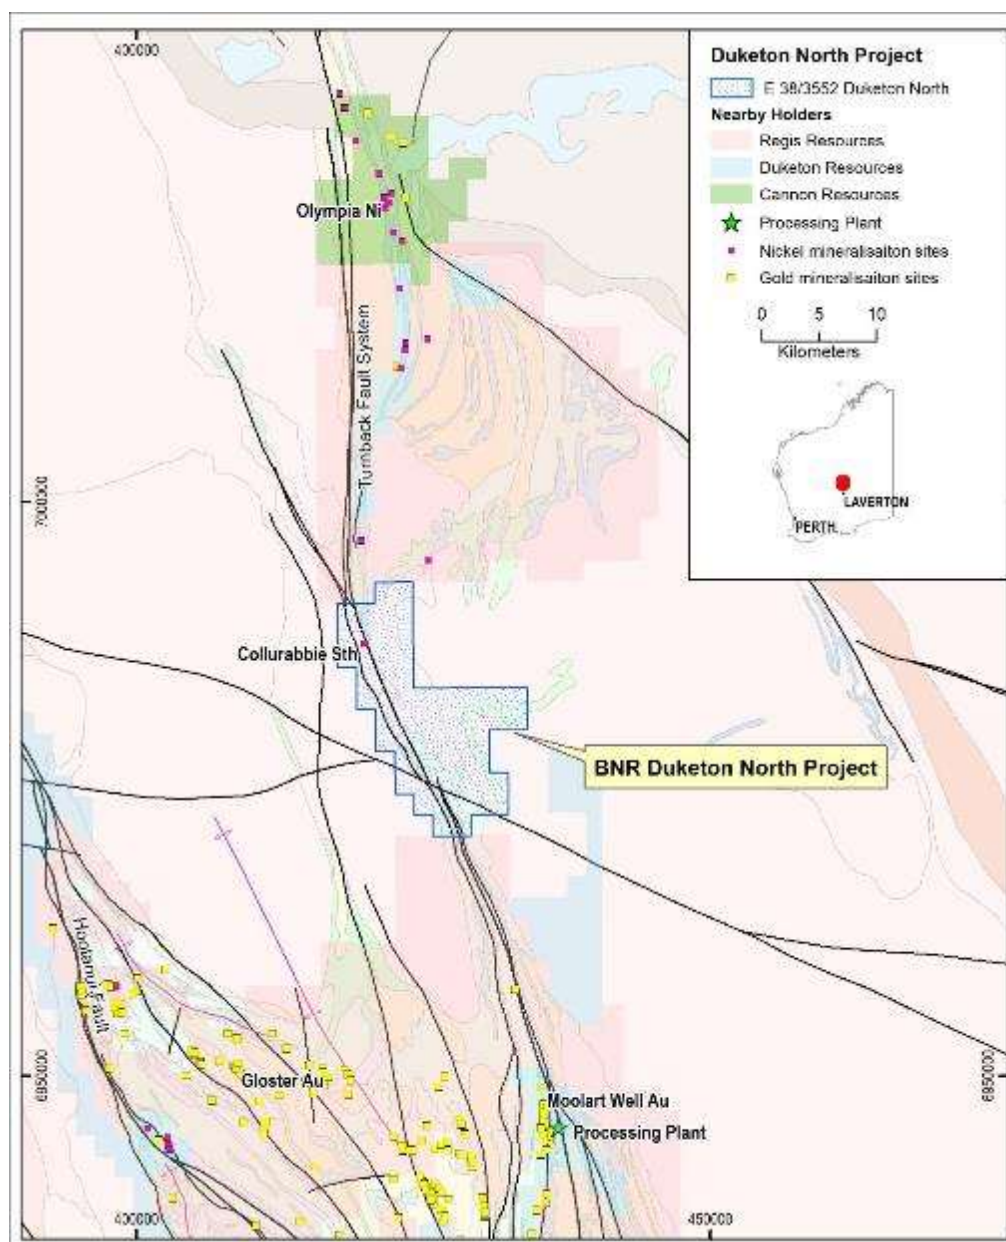 400000
Duketon North Project
E 38/3552 Duketon North
Nearby Holders
Regis Resources
Duketon Resources
Cannon Resources
Processing Plant
Nickel mineralisaiton sites
Gold mineralisaiton sites
0 5 10
Kilometers
LAVERTON
PERTH
Olympia Ni
Turnback Fault System
7000000
Collurabbie Sth
BNR Duketon North Project
Hootanui Fault
Gloster Au
Moolart Well Au
Processing Plant
6950000
6950000
400000
450000